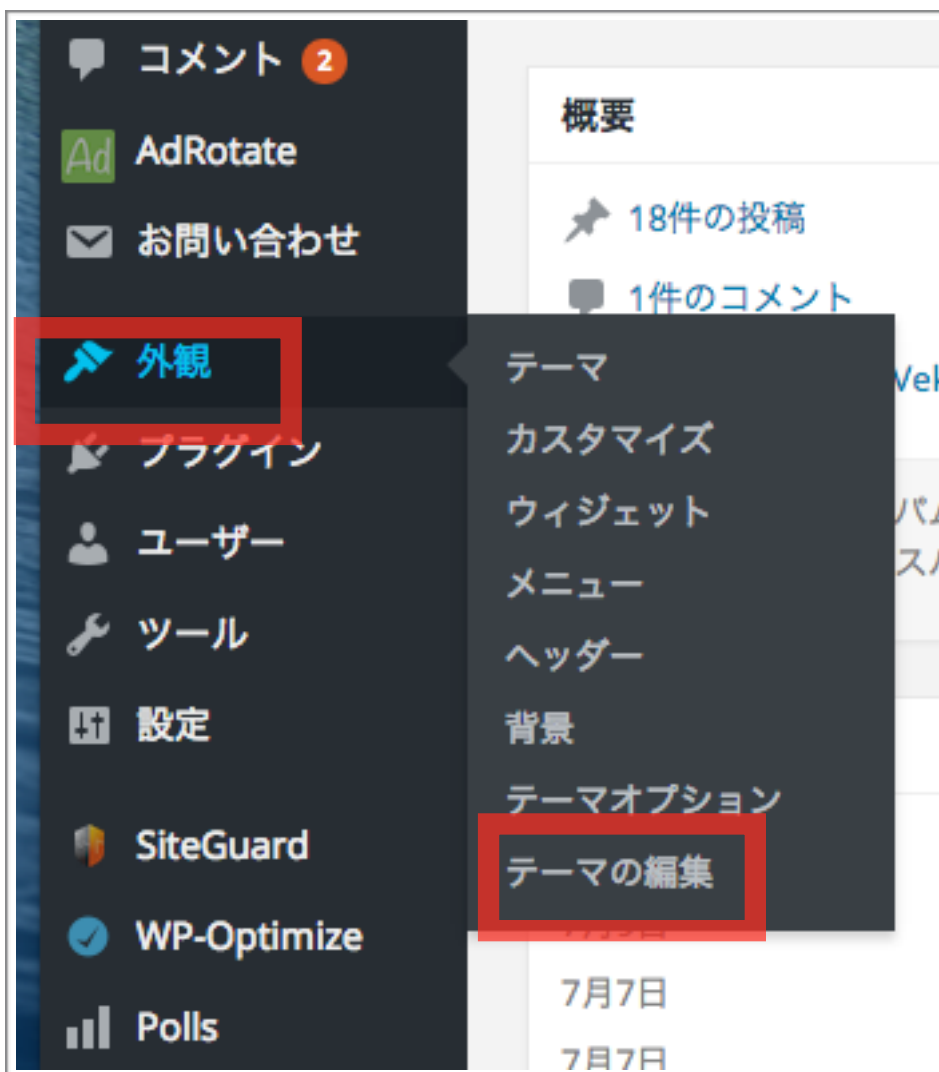 コメント 2
AdRotate
お問い合わせ
外観
プラグイン
ユーザー
ツール
設定
SiteGuard
WP-Optimize
Polls
テーマ
カスタマイズ
ウィジェット
メニュー
ヘッダー
背景
テーマオプション
テーマの編集
概要
18件の投稿
1件のコメント
7月7日
7月7日